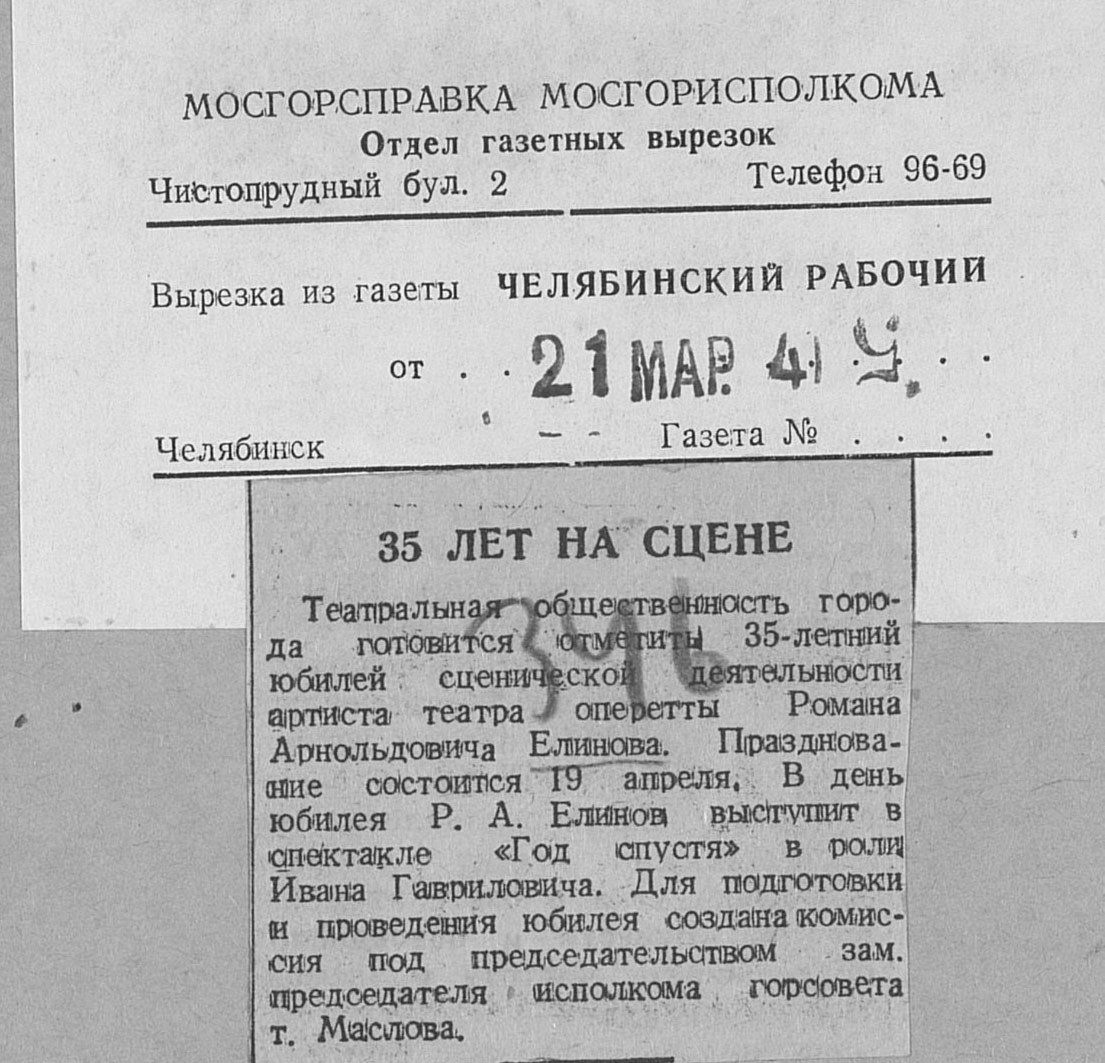 МОСГОРСПРАВКА МОСГОРИСПОЛКОМА
Отдел газетных вырезок
Чистопрудный бул. 2 Телефон 96-69
Вырезка из газеты ЧЕЛЯБИНСКИЙ РАБОЧИЙ
от . . 21 МАР. 41 . .
Челябинск Газета № . . . .
35 ЛЕТ НА СЦЕНЕ
Театральная общественность горо-
да готовится отметить 35-летний
юбилей сценической деятельности
артиста театра оперетты Романа
Арнольдовича Елинова. Празднова-
ние состоится 19 апреля. В день
юбилея Р. А. Елинов выступит в
спектакле «Год спустя» в роли
Ивана Гавриловича. Для подготовки
и проведения юбилея создана комис-
сия под председательством зам.
председателя исполкома горсовета
т. Маслова.